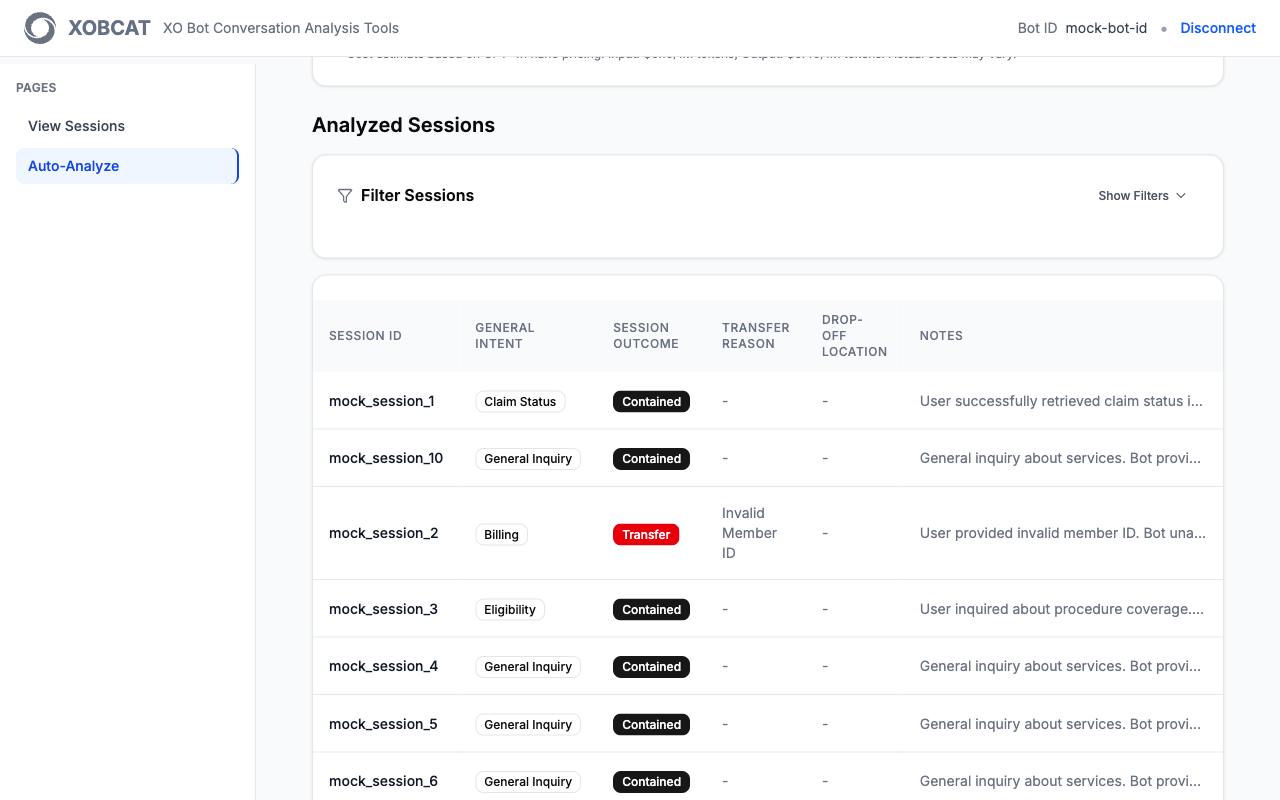 XOBCAT XO Bot Conversation Analysis Tools
Bot ID mock-bot-id • Disconnect
PAGES
View Sessions
Auto-Analyze
Analyzed Sessions
Filter Sessions
Show Filters
SESSION ID GENERAL INTENT SESSION OUTCOME TRANSFER REASON DROP-OFF LOCATION NOTES
mock_session_1 Claim Status Contained - - User successfully retrieved claim status i...
mock_session_10 General Inquiry Contained - - General inquiry about services. Bot provi...
mock_session_2 Billing Transfer Invalid Member ID - User provided invalid member ID. Bot una...
mock_session_3 Eligibility Contained - - User inquired about procedure coverage....
mock_session_4 General Inquiry Contained - - General inquiry about services. Bot provi...
mock_session_5 General Inquiry Contained - - General inquiry about services. Bot provi...
mock_session_6 General Inquiry Contained - - General inquiry about services. Bot provi...